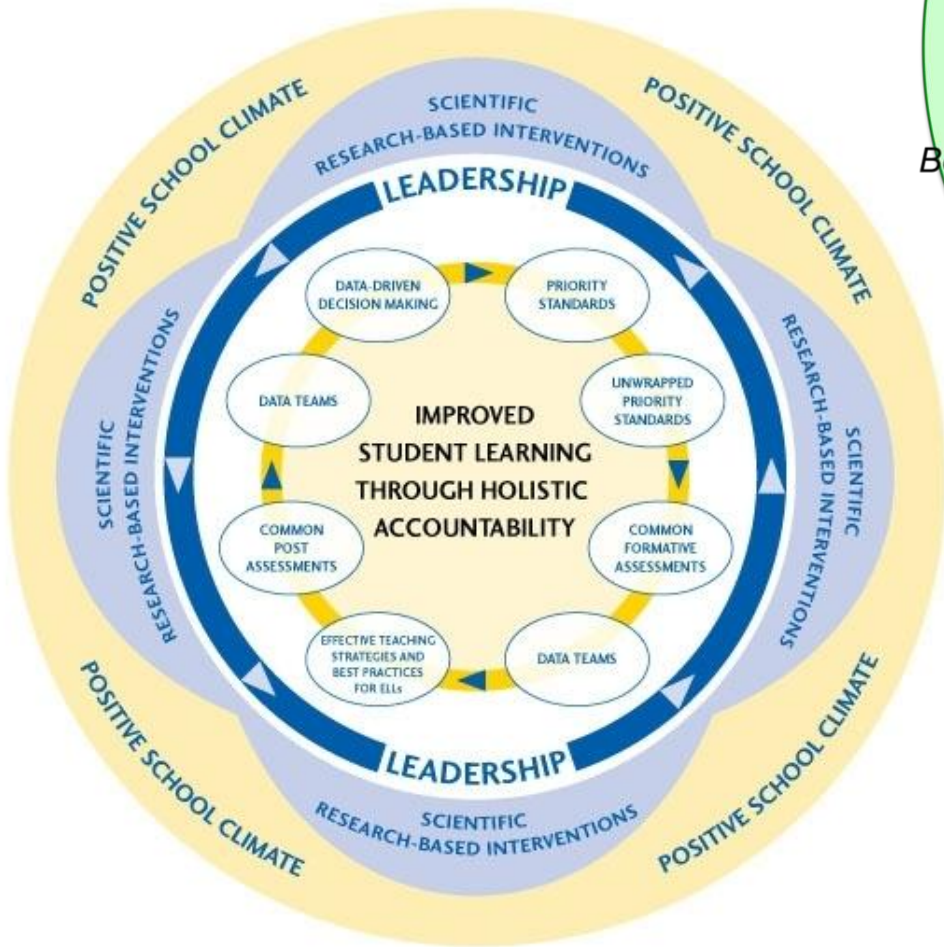 POSITIVE SCHOOL CLIMATE
POSITIVE SCHOOL CLIMATE
SCIENTIFIC
RESEARCH-BASED INTERVENTIONS
LEADERSHIP
DATA-DRIVEN
DECISION MAKING
PRIORITY
STANDARDS
SCIENTIFIC
RESEARCH-BASED INTERVENTIONS
SCIENTIFIC
RESEARCH-BASED INTERVENTIONS
DATA TEAMS
UNWRAPPED
PRIORITY
STANDARDS
IMPROVED
STUDENT LEARNING
THROUGH HOLISTIC
ACCOUNTABILITY
COMMON
POST
ASSESSMENTS
COMMON
FORMATIVE
ASSESSMENTS
EFFECTIVE TEACHING
STRATEGIES AND
BEST PRACTICES
FOR ELLs
DATA TEAMS
LEADERSHIP
SCIENTIFIC
RESEARCH-BASED INTERVENTIONS
POSITIVE SCHOOL CLIMATE
POSITIVE SCHOOL CLIMATE